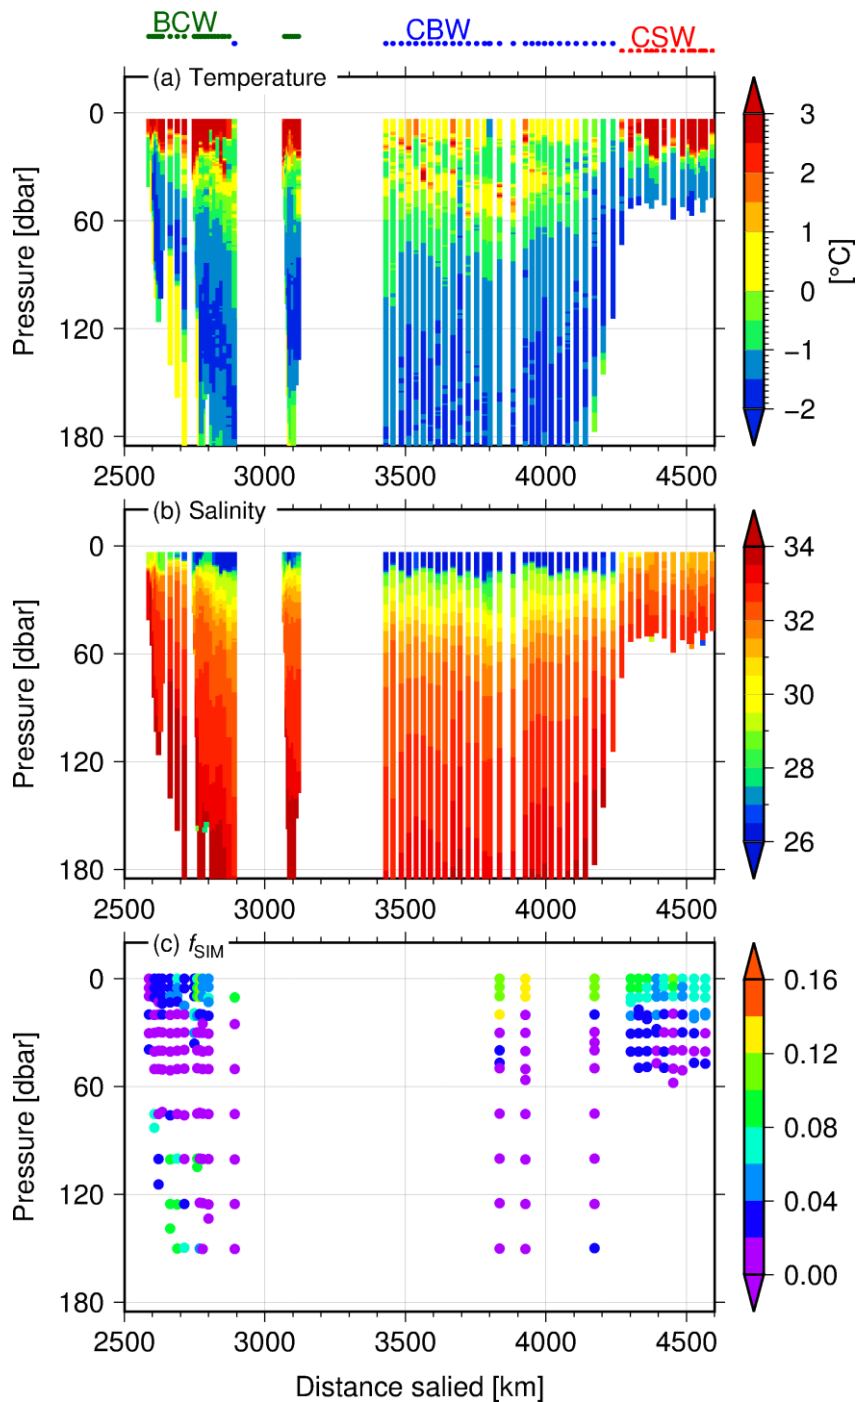 BCW CBW CSW
(a) Temperature
0
60
120
180
Pressure [dbar]
2500 3000 3500 4000 4500
3
2
1
0
−1
−2
[°C]
(b) Salinity
0
60
120
180
Pressure [dbar]
2500 3000 3500 4000 4500
34
32
30
28
26
(c) fSIM
0
60
120
180
Pressure [dbar]
2500 3000 3500 4000 4500
0.16
0.12
0.08
0.04
0.00
Distance salied [km]